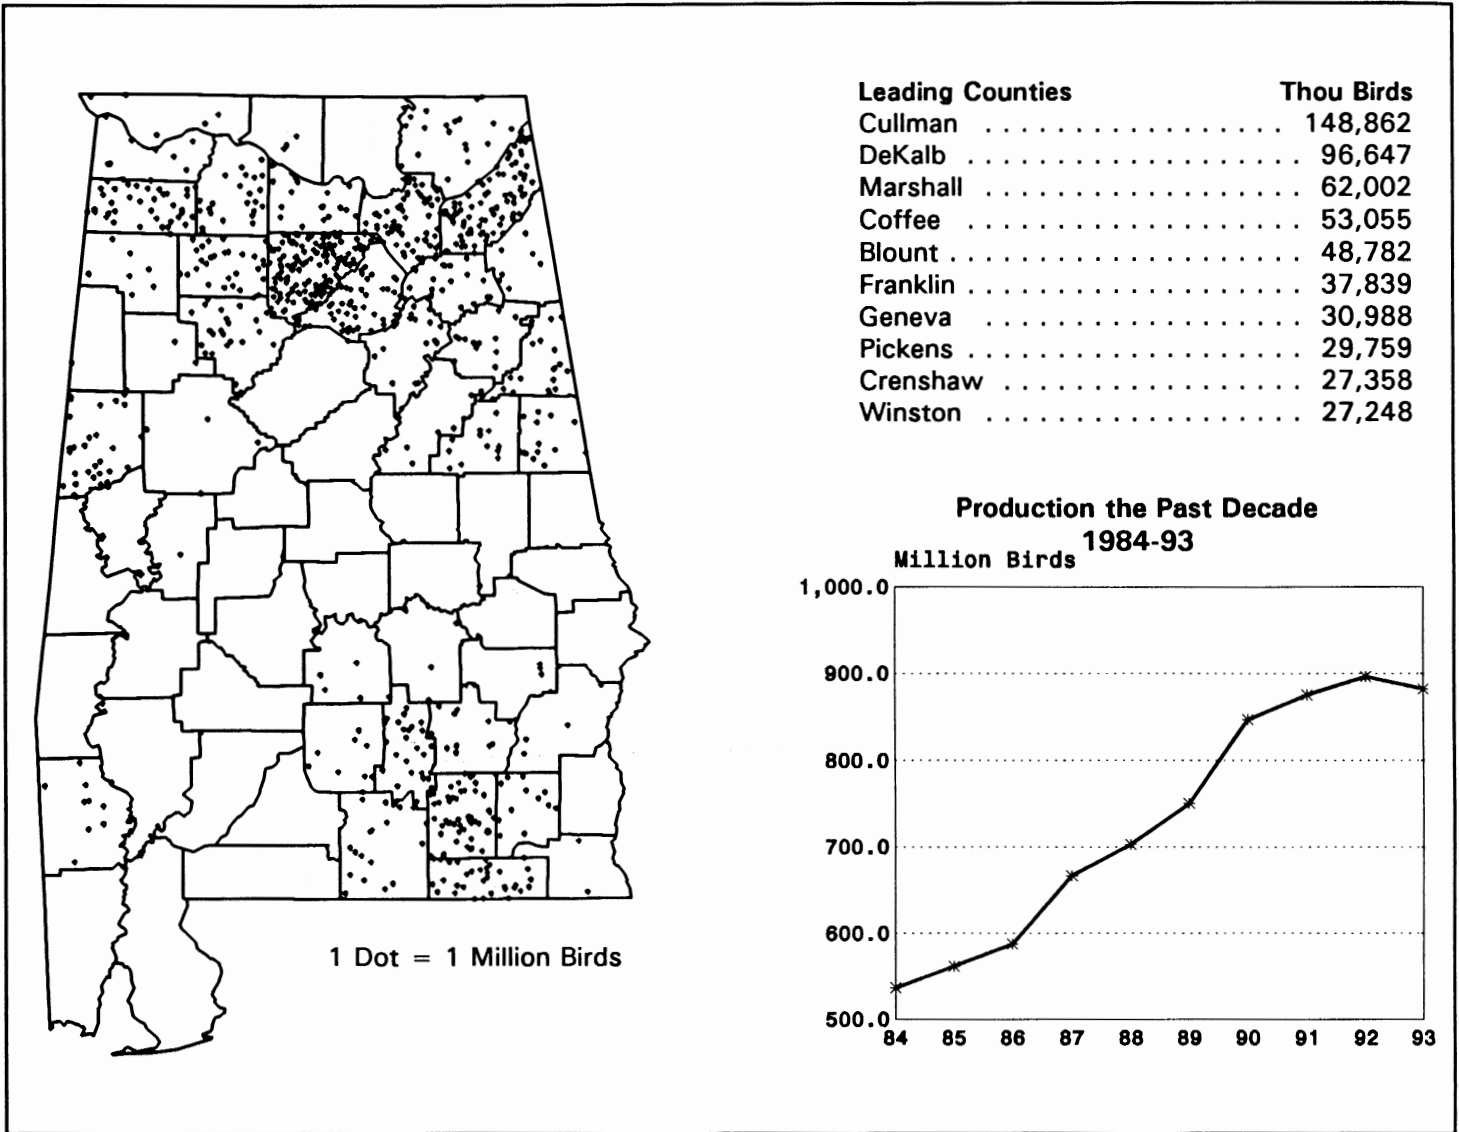 Leading Counties Thou Birds
Cullman . . . . . . . . . . . . . . . . . 148,862
DeKalb . . . . . . . . . . . . . . . . . . . 96,647
Marshall . . . . . . . . . . . . . . . . . . 62,002
Coffee . . . . . . . . . . . . . . . . . . . 53,055
Blount . . . . . . . . . . . . . . . . . . . . 48,782
Franklin . . . . . . . . . . . . . . . . . . . 37,839
Geneva . . . . . . . . . . . . . . . . . . 30,988
Pickens . . . . . . . . . . . . . . . . . . . 29,759
Crenshaw . . . . . . . . . . . . . . . . . 27,358
Winston . . . . . . . . . . . . . . . . . . 27,248
1 Dot = 1 Million Birds
Production the Past Decade
1984-93
Million Birds
1,000.0
900.0
800.0
700.0
600.0
500.0
84 85 86 87 88 89 90 91 92 93